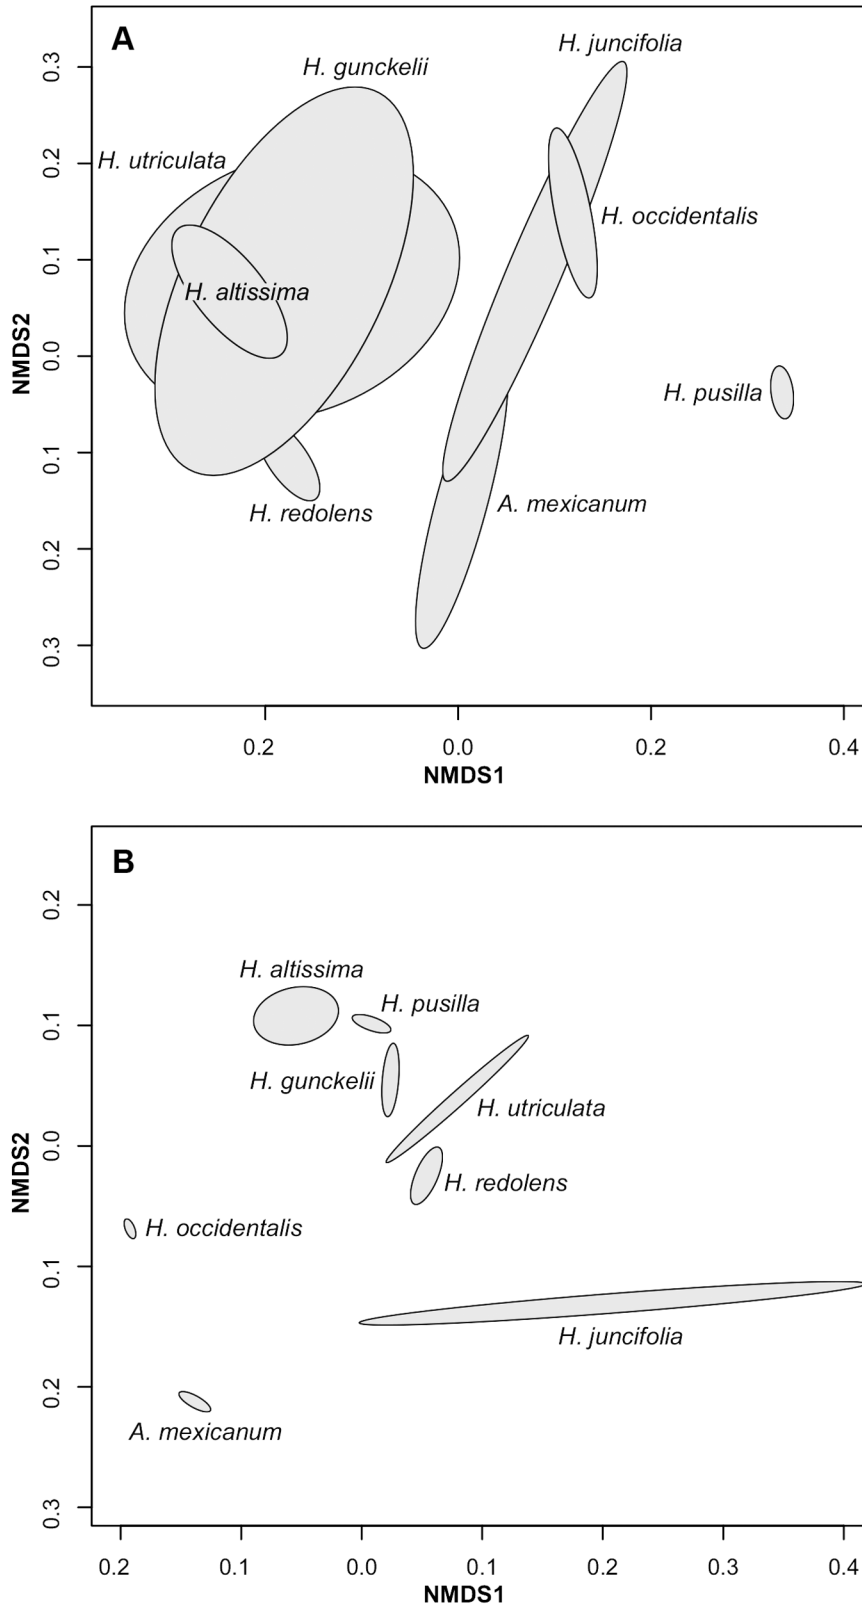 A
H. juncifolia
H. gunckelii
H. utriculata
H. occidentalis
H. altissima
H. pusilla
A. mexicanum
H. redolens
0.3
0.2
0.1
0.0
0.1
0.2
0.3
NMDS2
0.2 0.0 0.2 0.4
NMDS1
B
H. altissima
H. pusilla
H. gunckelii
H. utriculata
H. redolens
H. occidentalis
H. juncifolia
A. mexicanum
0.2
0.1
0.0
0.1
0.2
0.3
NMDS2
0.2 0.1 0.0 0.1 0.2 0.3 0.4
NMDS1